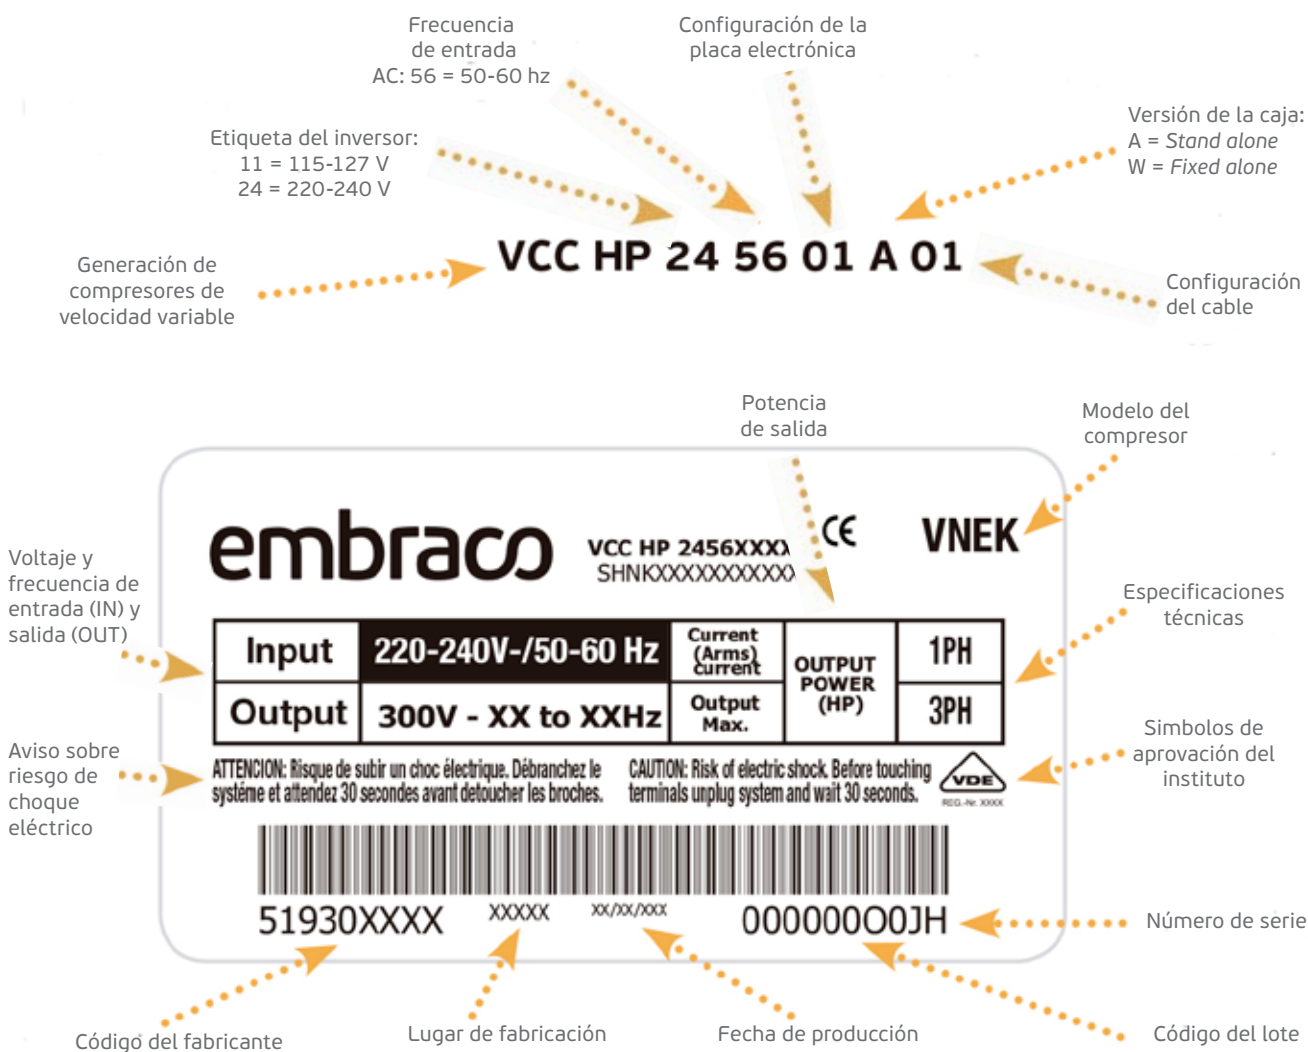 Frecuencia
de entrada
AC: 56 = 50-60 hz
Configuración de la
placa electrónica
Versión de la caja:
A = Stand alone
W = Fixed alone
Etiqueta del inversor:
11 = 115-127 V
24 = 220-240 V
VCC HP 24 56 01 A 01
Generación de
compresores de
velocidad variable
Configuración
del cable
Potencia
de salida
Modelo del
compresor
embraco
VCC HP 2456XXXX
SHNKXXXXXXXXXXX
CE
VNEK
Voltaje y
frecuencia de
entrada (IN) y
salida (OUT)
Especificaciones
técnicas
Input
220-240V-/50-60 Hz
Current
(Arms)
current
OUTPUT
POWER
(HP)
1PH
Output
300V - XX to XXHz
Output
Max.
3PH
Aviso sobre
riesgo de
choque
eléctrico
ATTENCION: Risque de subir un choc électrique. Débranchez le
systéme et attendez 30 secondes avant detoucher les broches.
CAUTION: Risk of electric shock. Before touching
terminals unplug system and wait 30 seconds.
VDE
REG.-Nr. XXXX
Simbolos de
aprovación del
instituto
51930XXXX
XXXXX
XX/XX/XXX
000000O0JH
Número de serie
Código del fabricante
Lugar de fabricación
Fecha de producción
Código del lote